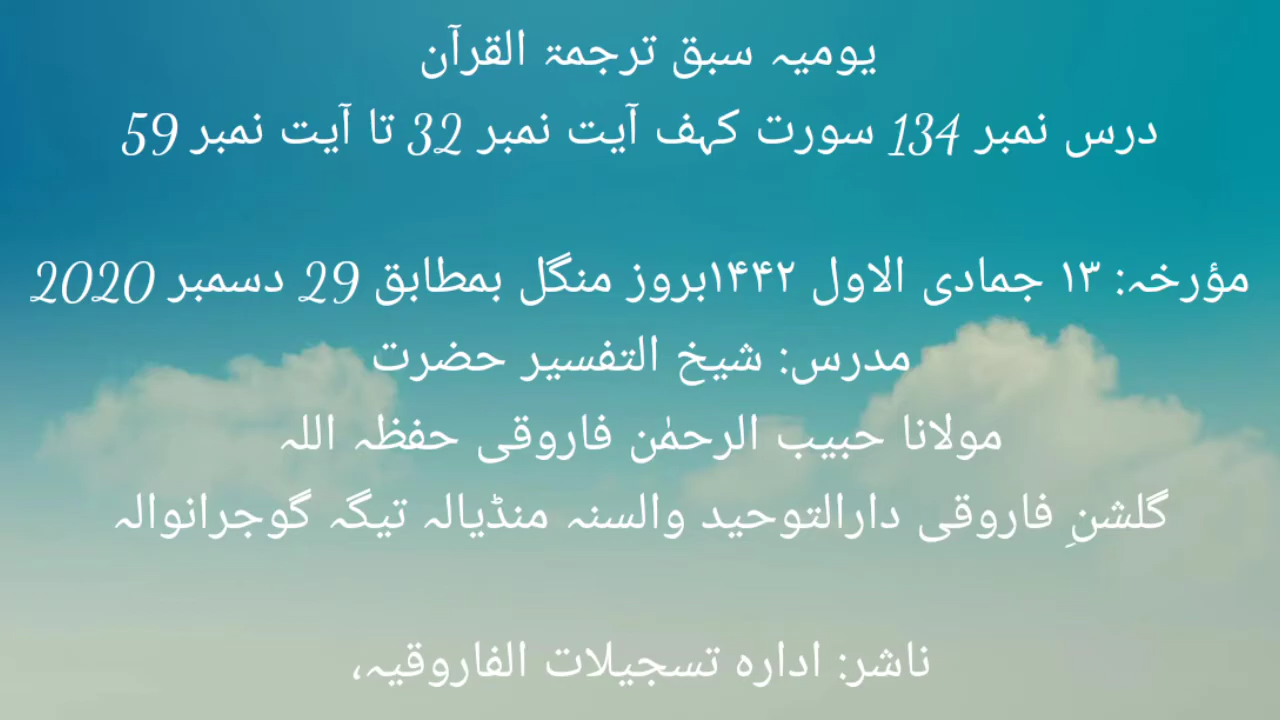 یومیہ سبق ترجمۃ القرآن
درس نمبر 134 سورت کہف آیت نمبر 32 تا آیت نمبر 59
مؤرخہ: ۱۳ جمادی الاول ۱۴۴۲بروز منگل بمطابق 29 دسمبر 2020
مدرس: شیخ التفسیر حضرت
مولانا حبیب الرحمٰن فاروقی حفظہ اللہ
گلشنِ فاروقی دارالتوحید والسنہ منڈیالہ تیگہ گوجرانوالہ
ناشر: ادارہ تسجیلات الفاروقیہ،